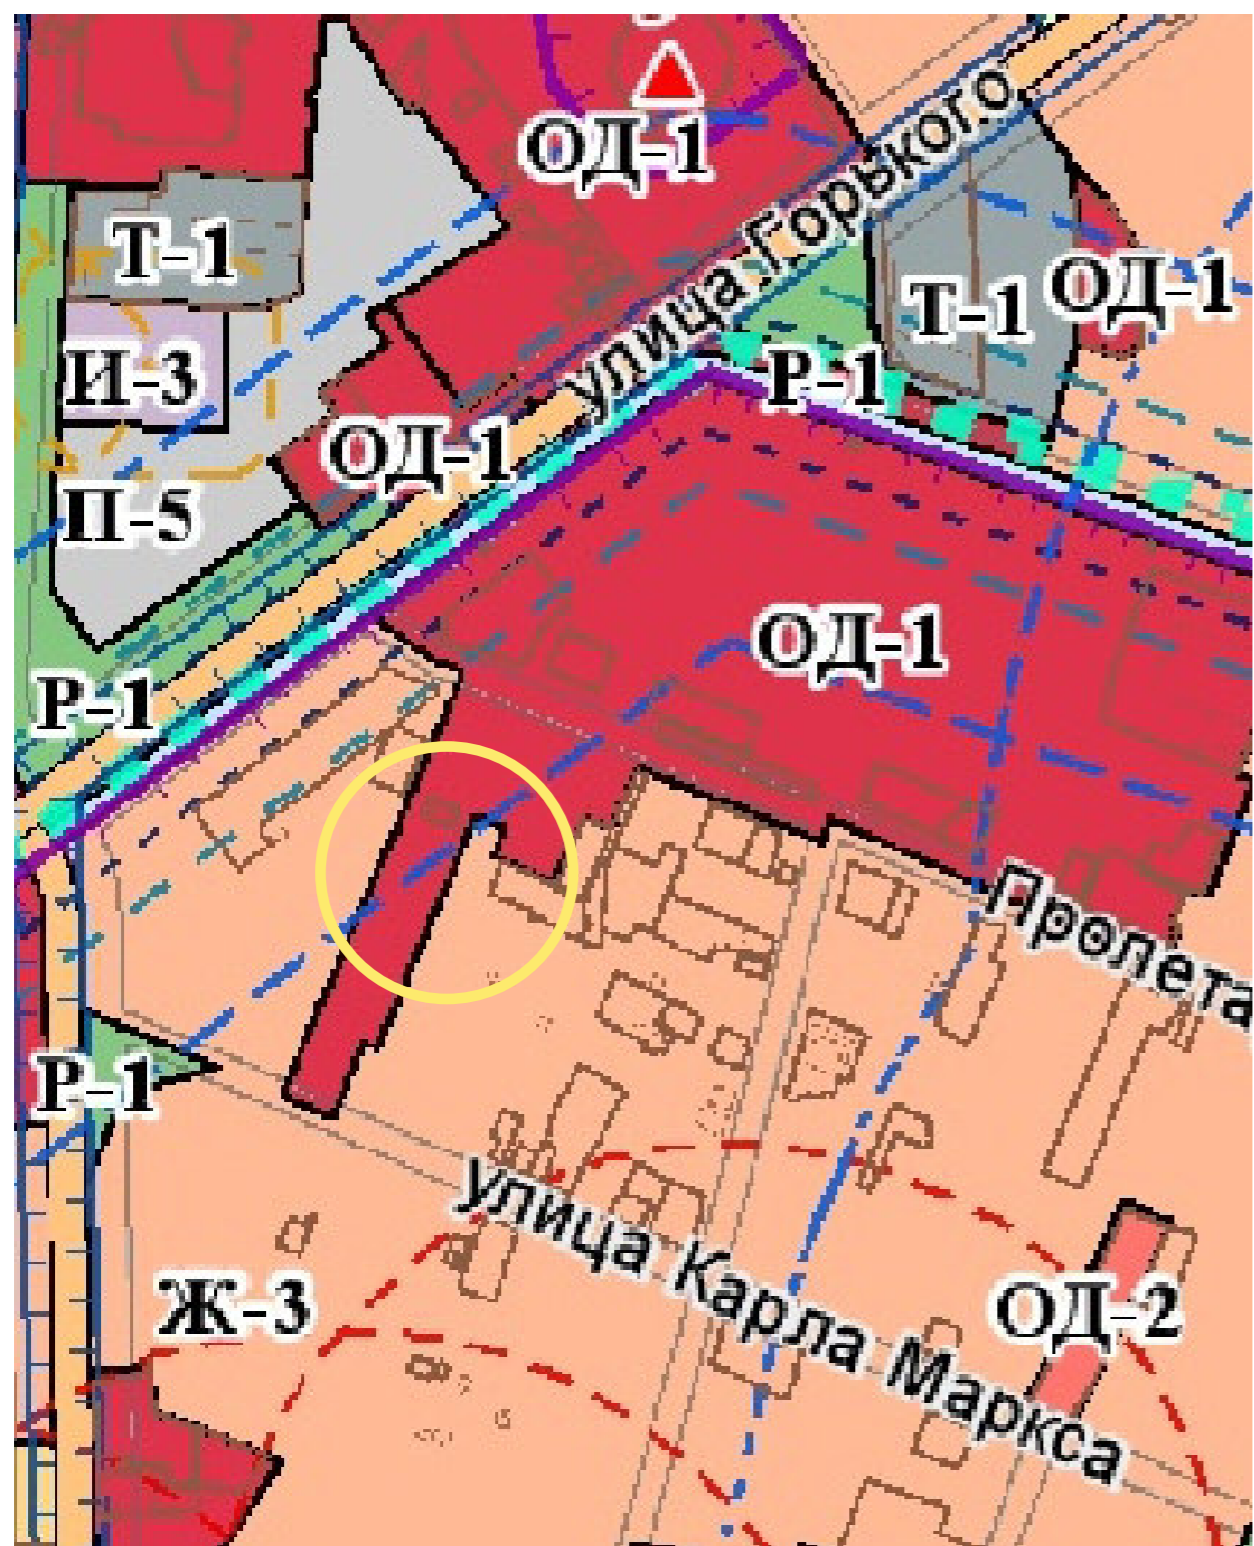 ОД-1
улица Горького
Т-1
Т-1
ОД-1
И-3
Р-1
ОД-1
П-5
ОД-1
Р-1
Пролета
Р-1
улица Карла Маркса
Ж-3
ОД-2